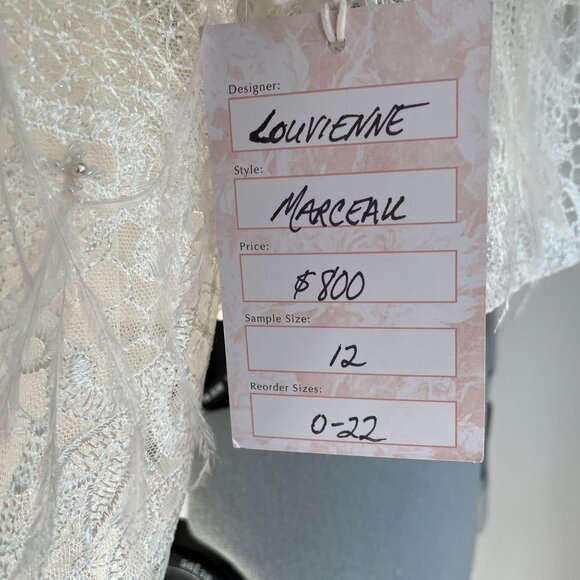 Designer:
LOUVIENNE
Style:
MARCEAU
Price:
$800
Sample Size:
12
Reorder Sizes:
0-22